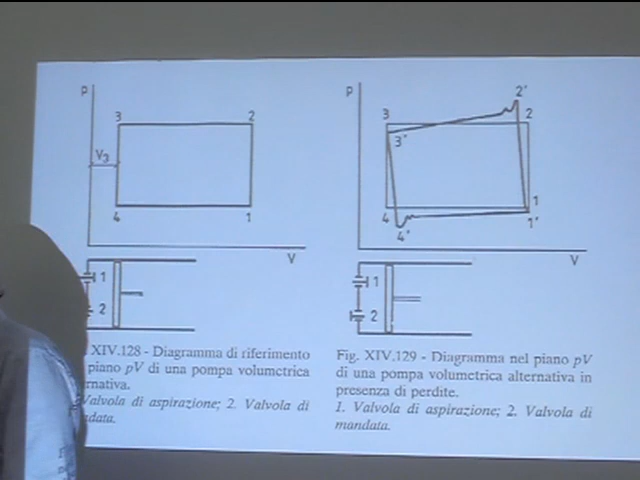 p
3
2
V3
4
1
V
1
2
XIV.128 - Diagramma di riferimento
piano pV di una pompa volumetrica
Valvola di aspirazione; 2. Valvola di
p
2'
3
2
3'
1
4
1'
4'
V
1
2
Fig. XIV.129 - Diagramma nel piano pV
di una pompa volumetrica alternativa in
presenza di perdite.
1. Valvola di aspirazione; 2. Valvola di
mandata.